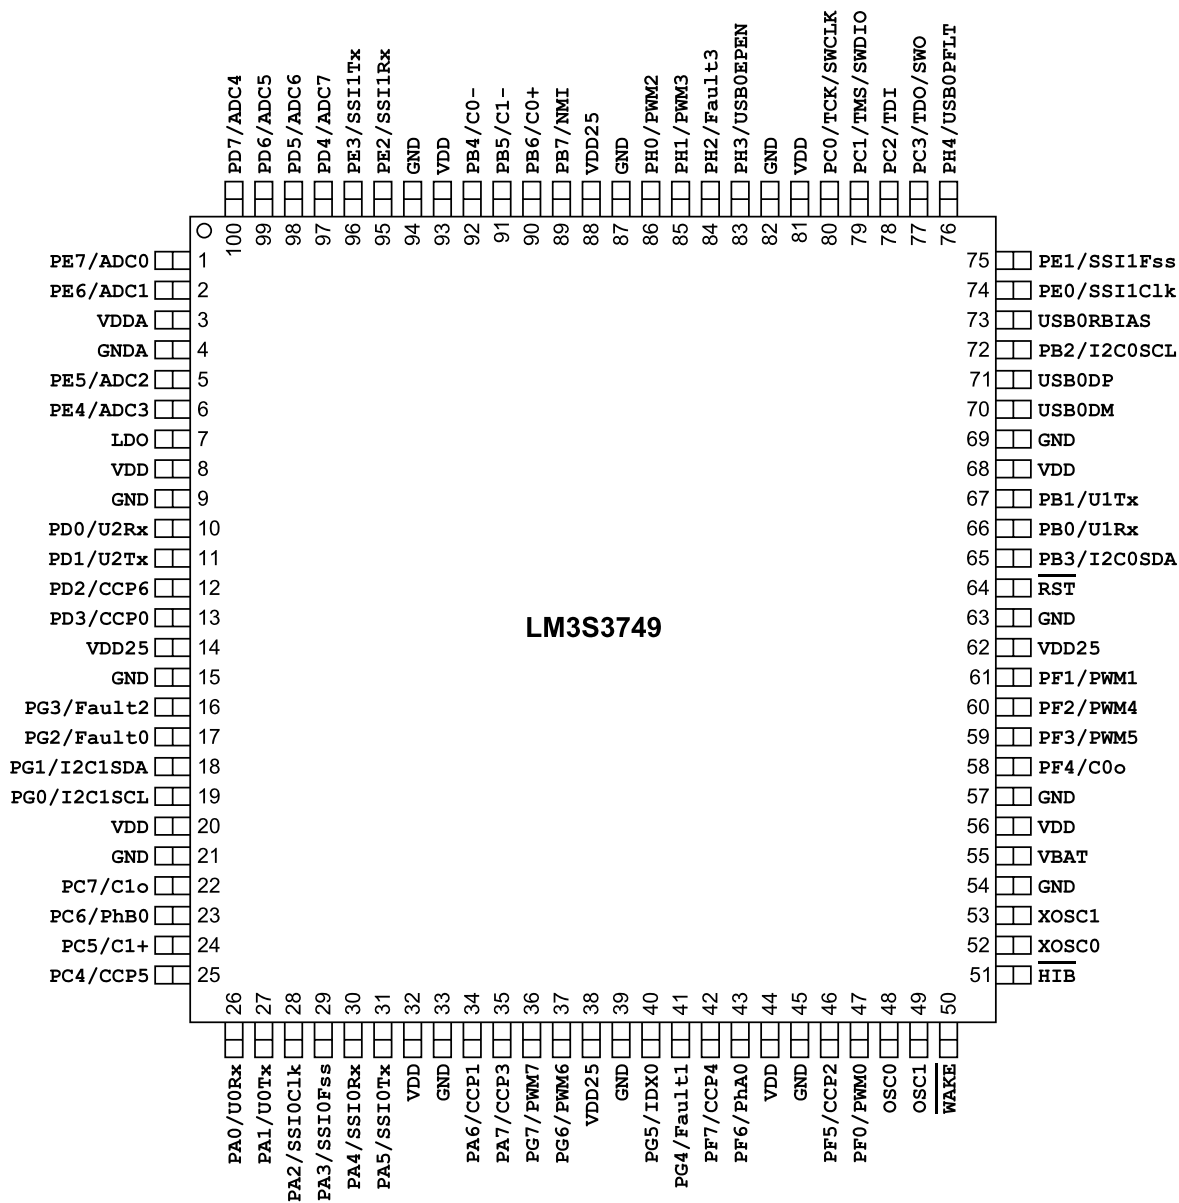 PD7/ADC4
PD6/ADC5
PD5/ADC6
PD4/ADC7
PE3/SSI1Tx
PE2/SSI1Rx
GND
VDD
PB4/C0-
PB5/C1-
PB6/C0+
PB7/NMI
VDD25
GND
PH0/PWM2
PH1/PWM3
PH2/Fault3
PH3/USB0EPEN
GND
VDD
PC0/TCK/SWCLK
PC1/TMS/SWDIO
PC2/TDI
PC3/TDO/SWO
PH4/USB0PFLT
100
99
98
97
96
95
94
93
92
91
90
89
88
87
86
85
84
83
82
81
80
79
78
77
76
PE7/ADC0 1
PE6/ADC1 2
VDDA 3
GNDA 4
PE5/ADC2 5
PE4/ADC3 6
LDO 7
VDD 8
GND 9
PD0/U2Rx 10
PD1/U2Tx 11
PD2/CCP6 12
PD3/CCP0 13
VDD25 14
GND 15
PG3/Fault2 16
PG2/Fault0 17
PG1/I2C1SDA 18
PG0/I2C1SCL 19
VDD 20
GND 21
PC7/C1o 22
PC6/PhB0 23
PC5/C1+ 24
PC4/CCP5 25
LM3S3749
75 PE1/SSI1Fss
74 PE0/SSI1Clk
73 USB0RBIAS
72 PB2/I2C0SCL
71 USB0DP
70 USB0DM
69 GND
68 VDD
67 PB1/U1Tx
66 PB0/U1Rx
65 PB3/I2C0SDA
64 RST
63 GND
62 VDD25
61 PF1/PWM1
60 PF2/PWM4
59 PF3/PWM5
58 PF4/C0o
57 GND
56 VDD
55 VBAT
54 GND
53 XOSC1
52 XOSC0
51 HIB
26
27
28
29
30
31
32
33
34
35
36
37
38
39
40
41
42
43
44
45
46
47
48
49
50
PA0/U0Rx
PA1/U0Tx
PA2/SSI0Clk
PA3/SSI0Fss
PA4/SSI0Rx
PA5/SSI0Tx
VDD
GND
PA6/CCP1
PA7/CCP3
PG7/PWM7
PG6/PWM6
VDD25
GND
PG5/IDX0
PG4/Fault1
PF7/CCP4
PF6/PhA0
VDD
GND
PF5/CCP2
PF0/PWM0
OSC0
OSC1
WAKE